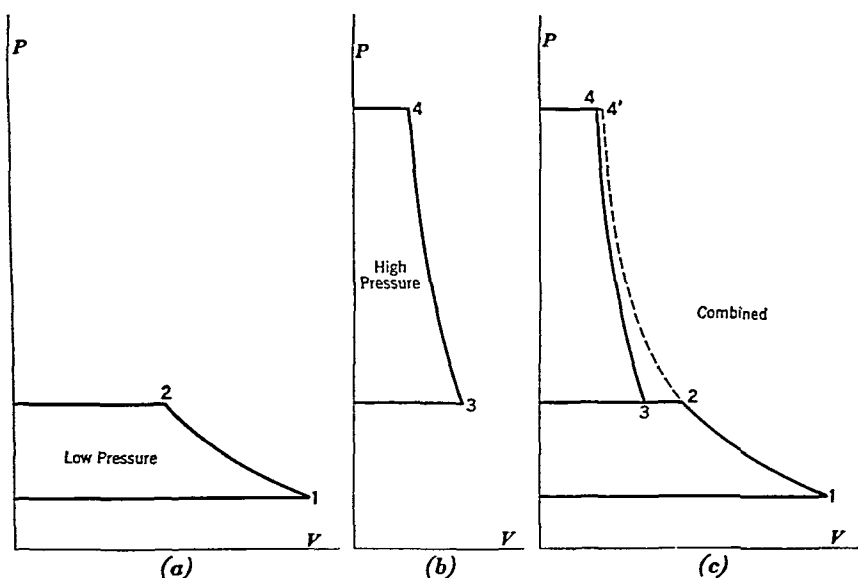 P
2
Low Pressure
1
V
(a)
P
4
High
Pressure
3
V
(b)
P
4 4'
Combined
3 2
1
V
(c)